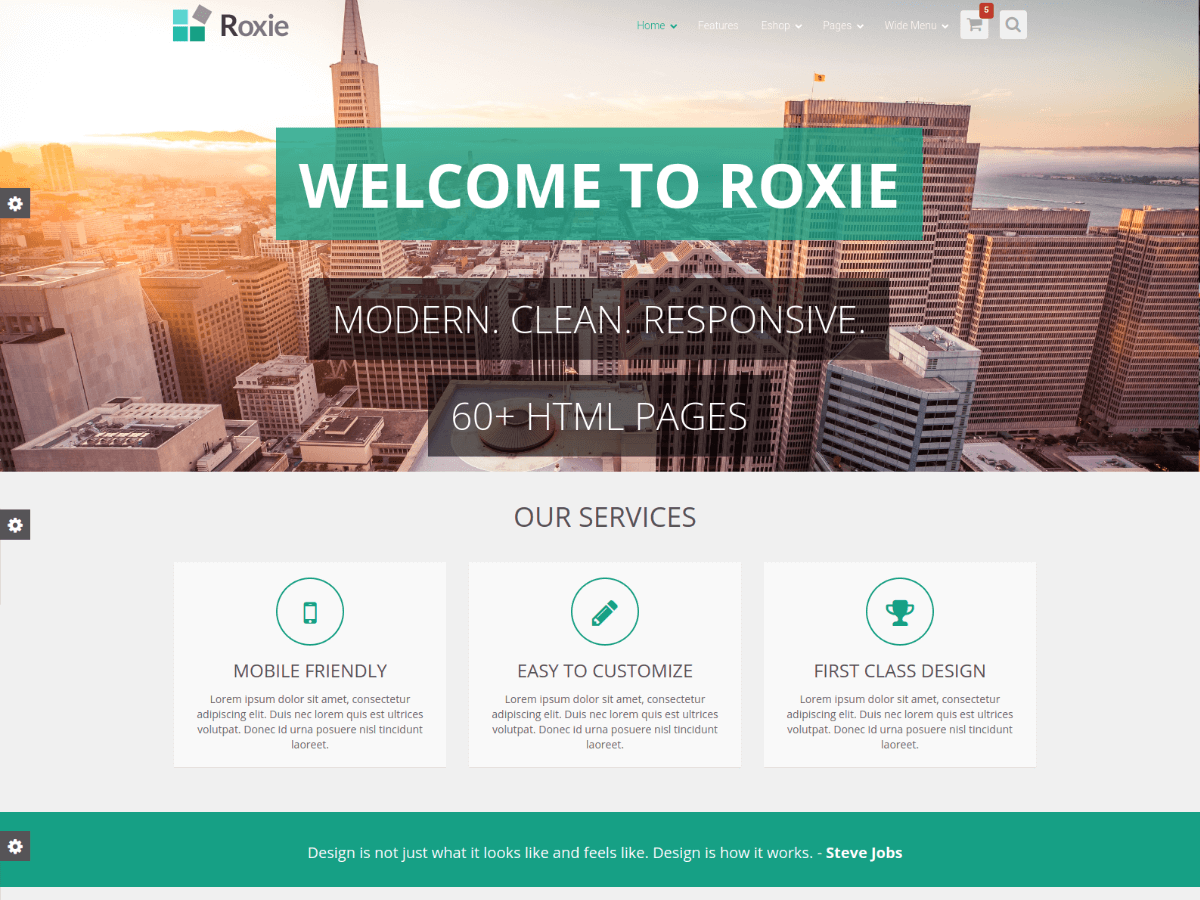 Roxie
Home Features Eshop Pages Wide Menu 5
WELCOME TO ROXIE
MODERN. CLEAN. RESPONSIVE.
60+ HTML PAGES
OUR SERVICES
MOBILE FRIENDLY
Lorem ipsum dolor sit amet, consectetur
adipiscing elit. Duis nec lorem quis est ultrices
volutpat. Donec id urna posuere nisl tincidunt
laoreet.
EASY TO CUSTOMIZE
Lorem ipsum dolor sit amet, consectetur
adipiscing elit. Duis nec lorem quis est ultrices
volutpat. Donec id urna posuere nisl tincidunt
laoreet.
FIRST CLASS DESIGN
Lorem ipsum dolor sit amet, consectetur
adipiscing elit. Duis nec lorem quis est ultrices
volutpat. Donec id urna posuere nisl tincidunt
laoreet.
Design is not just what it looks like and feels like. Design is how it works. - Steve Jobs